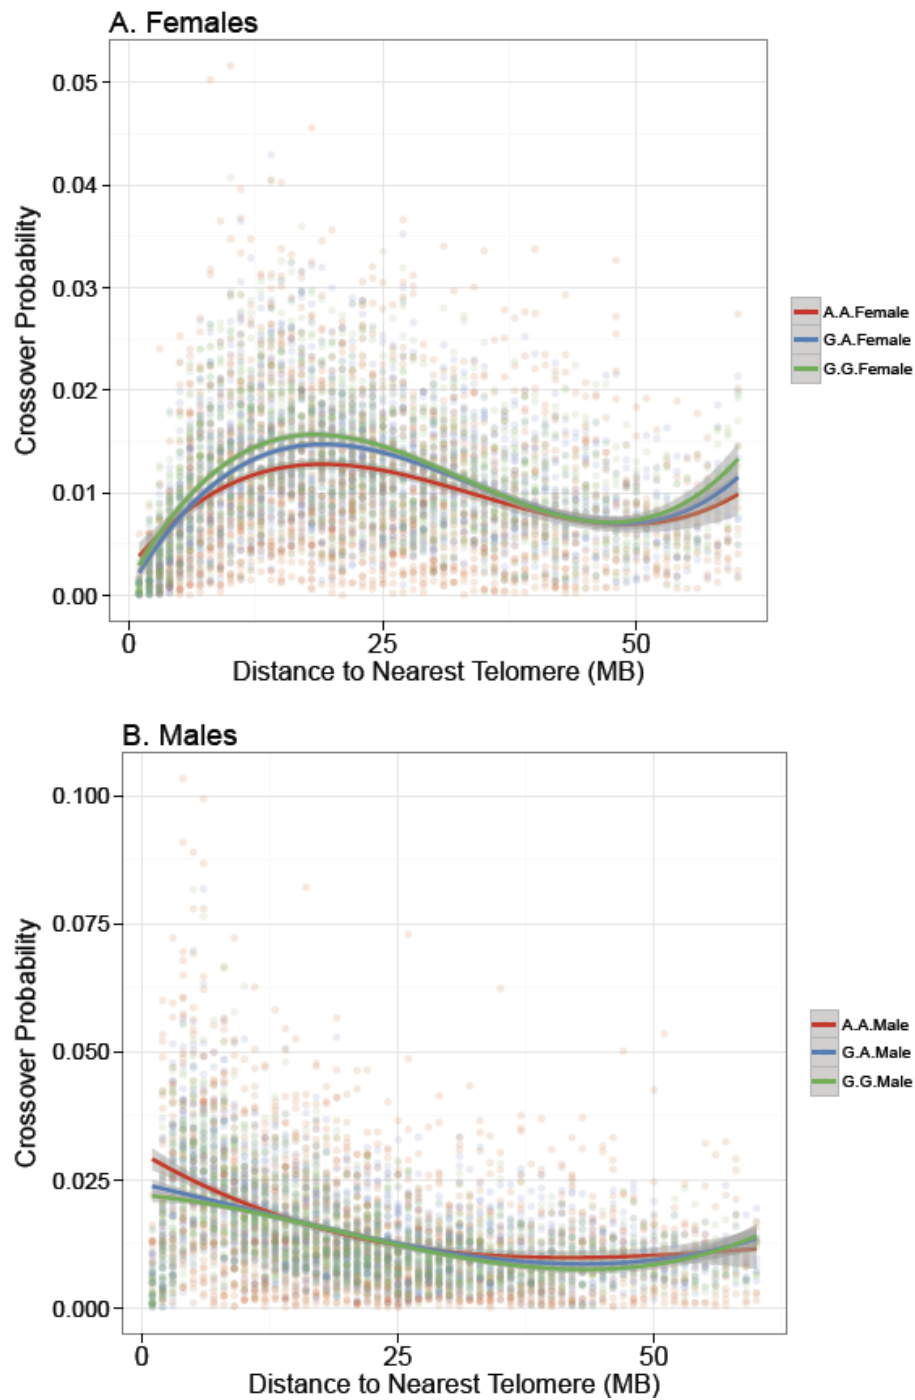 A. Females
0.05
0.04
0.03
0.02
0.01
0.00
Crossover Probability
0 25 50
Distance to Nearest Telomere (MB)
A.A.Female
G.A.Female
G.G.Female
B. Males
0.100
0.075
0.050
0.025
0.000
Crossover Probability
0 25 50
Distance to Nearest Telomere (MB)
A.A.Male
G.A.Male
G.G.Male